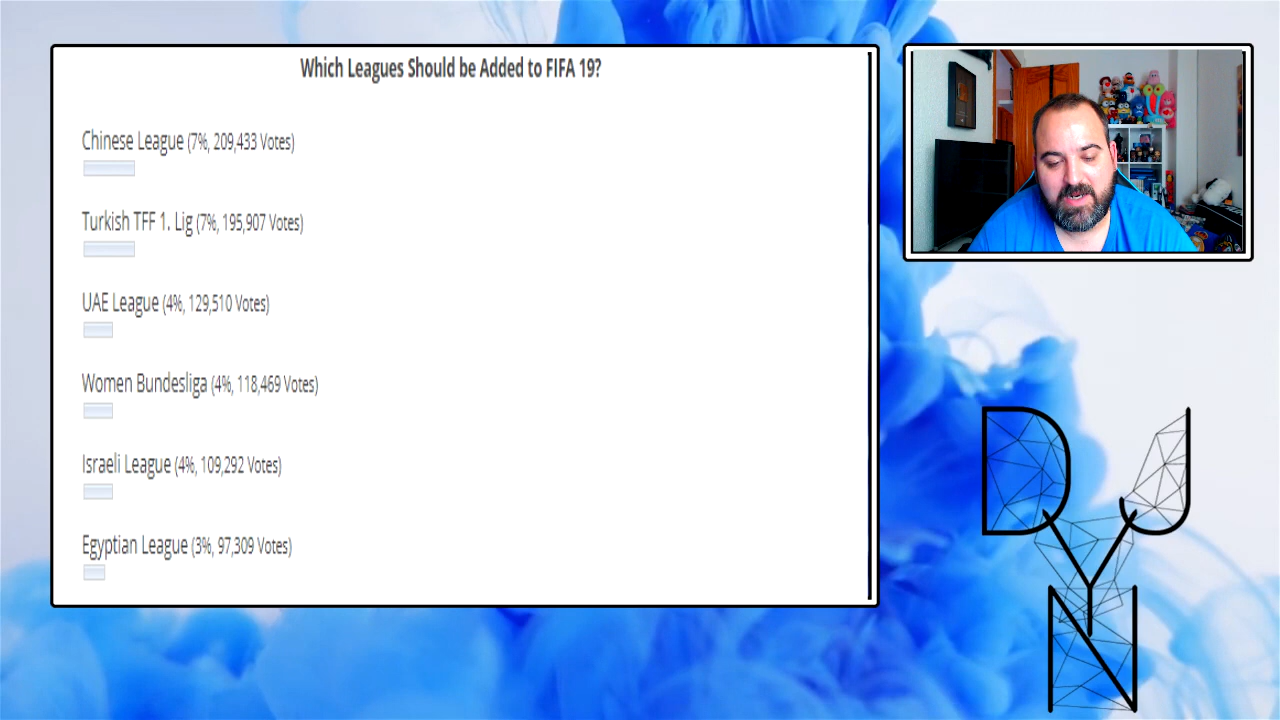 Which Leagues Should be Added to FIFA 19?
Chinese League (7%, 209,433 Votes)
Turkish TFF 1. Lig (7%, 195,907 Votes)
UAE League (4%, 129,510 Votes)
Women Bundesliga (4%, 118,469 Votes)
Israeli League (4%, 109,292 Votes)
Egyptian League (3%, 97,309 Votes)
D J
Y
N